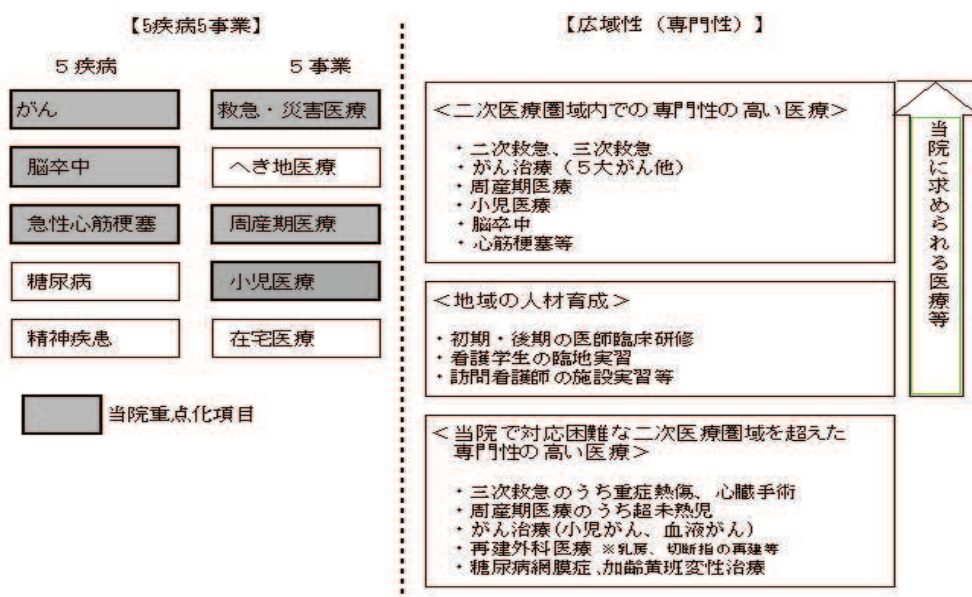 【5疾病5事業】
5 疾病
5 事業
がん
救急・災害医療
脳卒中
へき地医療
急性心筋梗塞
周産期医療
糖尿病
小児医療
精神疾患
在宅医療
当院重点化項目
【広域性（専門性）】
＜二次医療圏域内での専門性の高い医療＞
・二次救急、三次救急
・がん治療（５大がん他）
・周産期医療
・小児医療
・脳卒中
・心筋梗塞等
＜地域の人材育成＞
・初期・後期の医師臨床研修
・看護学生の臨地実習
・訪問看護師の施設実習等
＜当院で対応困難な二次医療圏域を超えた
専門性の高い医療＞
・三次救急のうち重症熱傷、心臓手術
・周産期医療のうち超未熟児
・がん治療(小児がん、血液がん)
・再建外科医療 ※乳房、切断指の再建等
・糖尿病網膜症、加齢黄斑変性治療
当院に求められる医療等